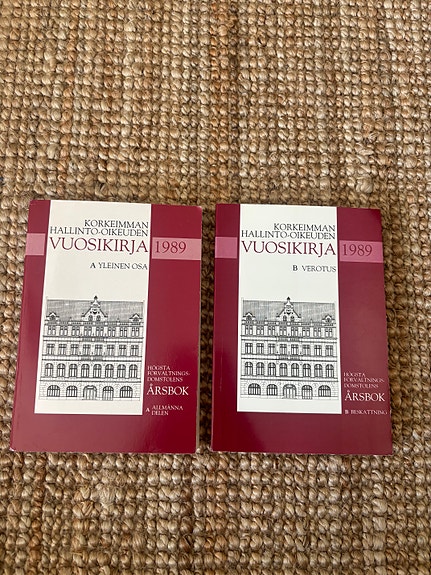 KORKEIMMAN
HALLINTO-OIKEUDEN
VUOSIKIRJA 1989
A YLEINEN OSA
HÖGSTA
FÖRVALTNINGS-
DOMSTOLENS
ÅRSBOK
A ALLMÄNNA
DELEN
KORKEIMMAN
HALLINTO-OIKEUDEN
VUOSIKIRJA 1989
B VEROTUS
HÖGSTA
FÖRVALTNINGS-
DOMSTOLENS
ÅRSBOK
B BESKATTNING